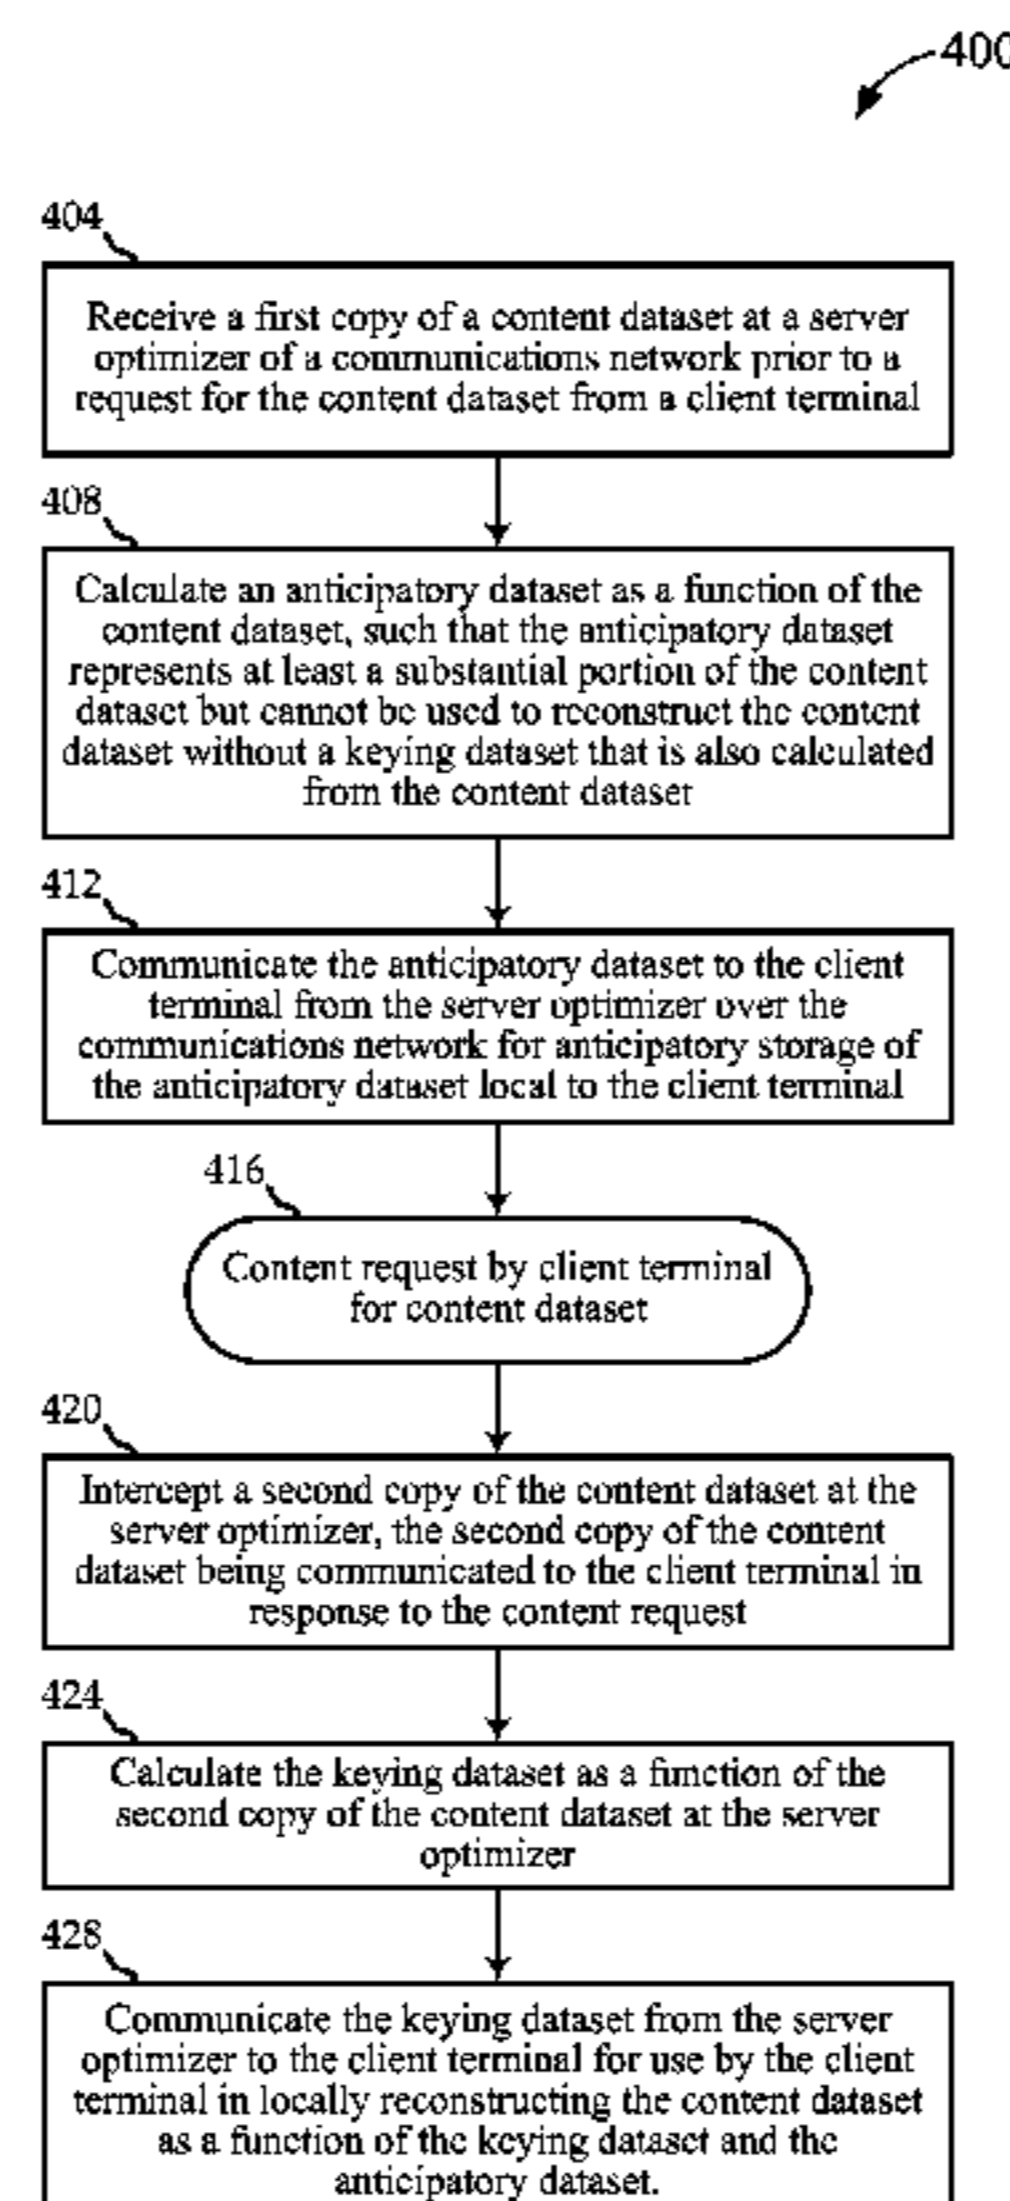 400
404
Receive a first copy of a content dataset at a server
optimizer of a communications network prior to a
request for the content dataset from a client terminal
408
Calculate an anticipatory dataset as a function of the
content dataset, such that the anticipatory dataset
represents at least a substantial portion of the content
dataset but cannot be used to reconstruct the content
dataset without a keying dataset that is also calculated
from the content dataset
412
Communicate the anticipatory dataset to the client
terminal from the server optimizer over the
communications network for anticipatory storage of
the anticipatory dataset local to the client terminal
416
Content request by client terminal
for content dataset
420
Intercept a second copy of the content dataset at the
server optimizer, the second copy of the content
dataset being communicated to the client terminal in
response to the content request
424
Calculate the keying dataset as a function of the
second copy of the content dataset at the server
optimizer
428
Communicate the keying dataset from the server
optimizer to the client terminal for use by the client
terminal in locally reconstructing the content dataset
as a function of the keying dataset and the
anticipatory dataset.